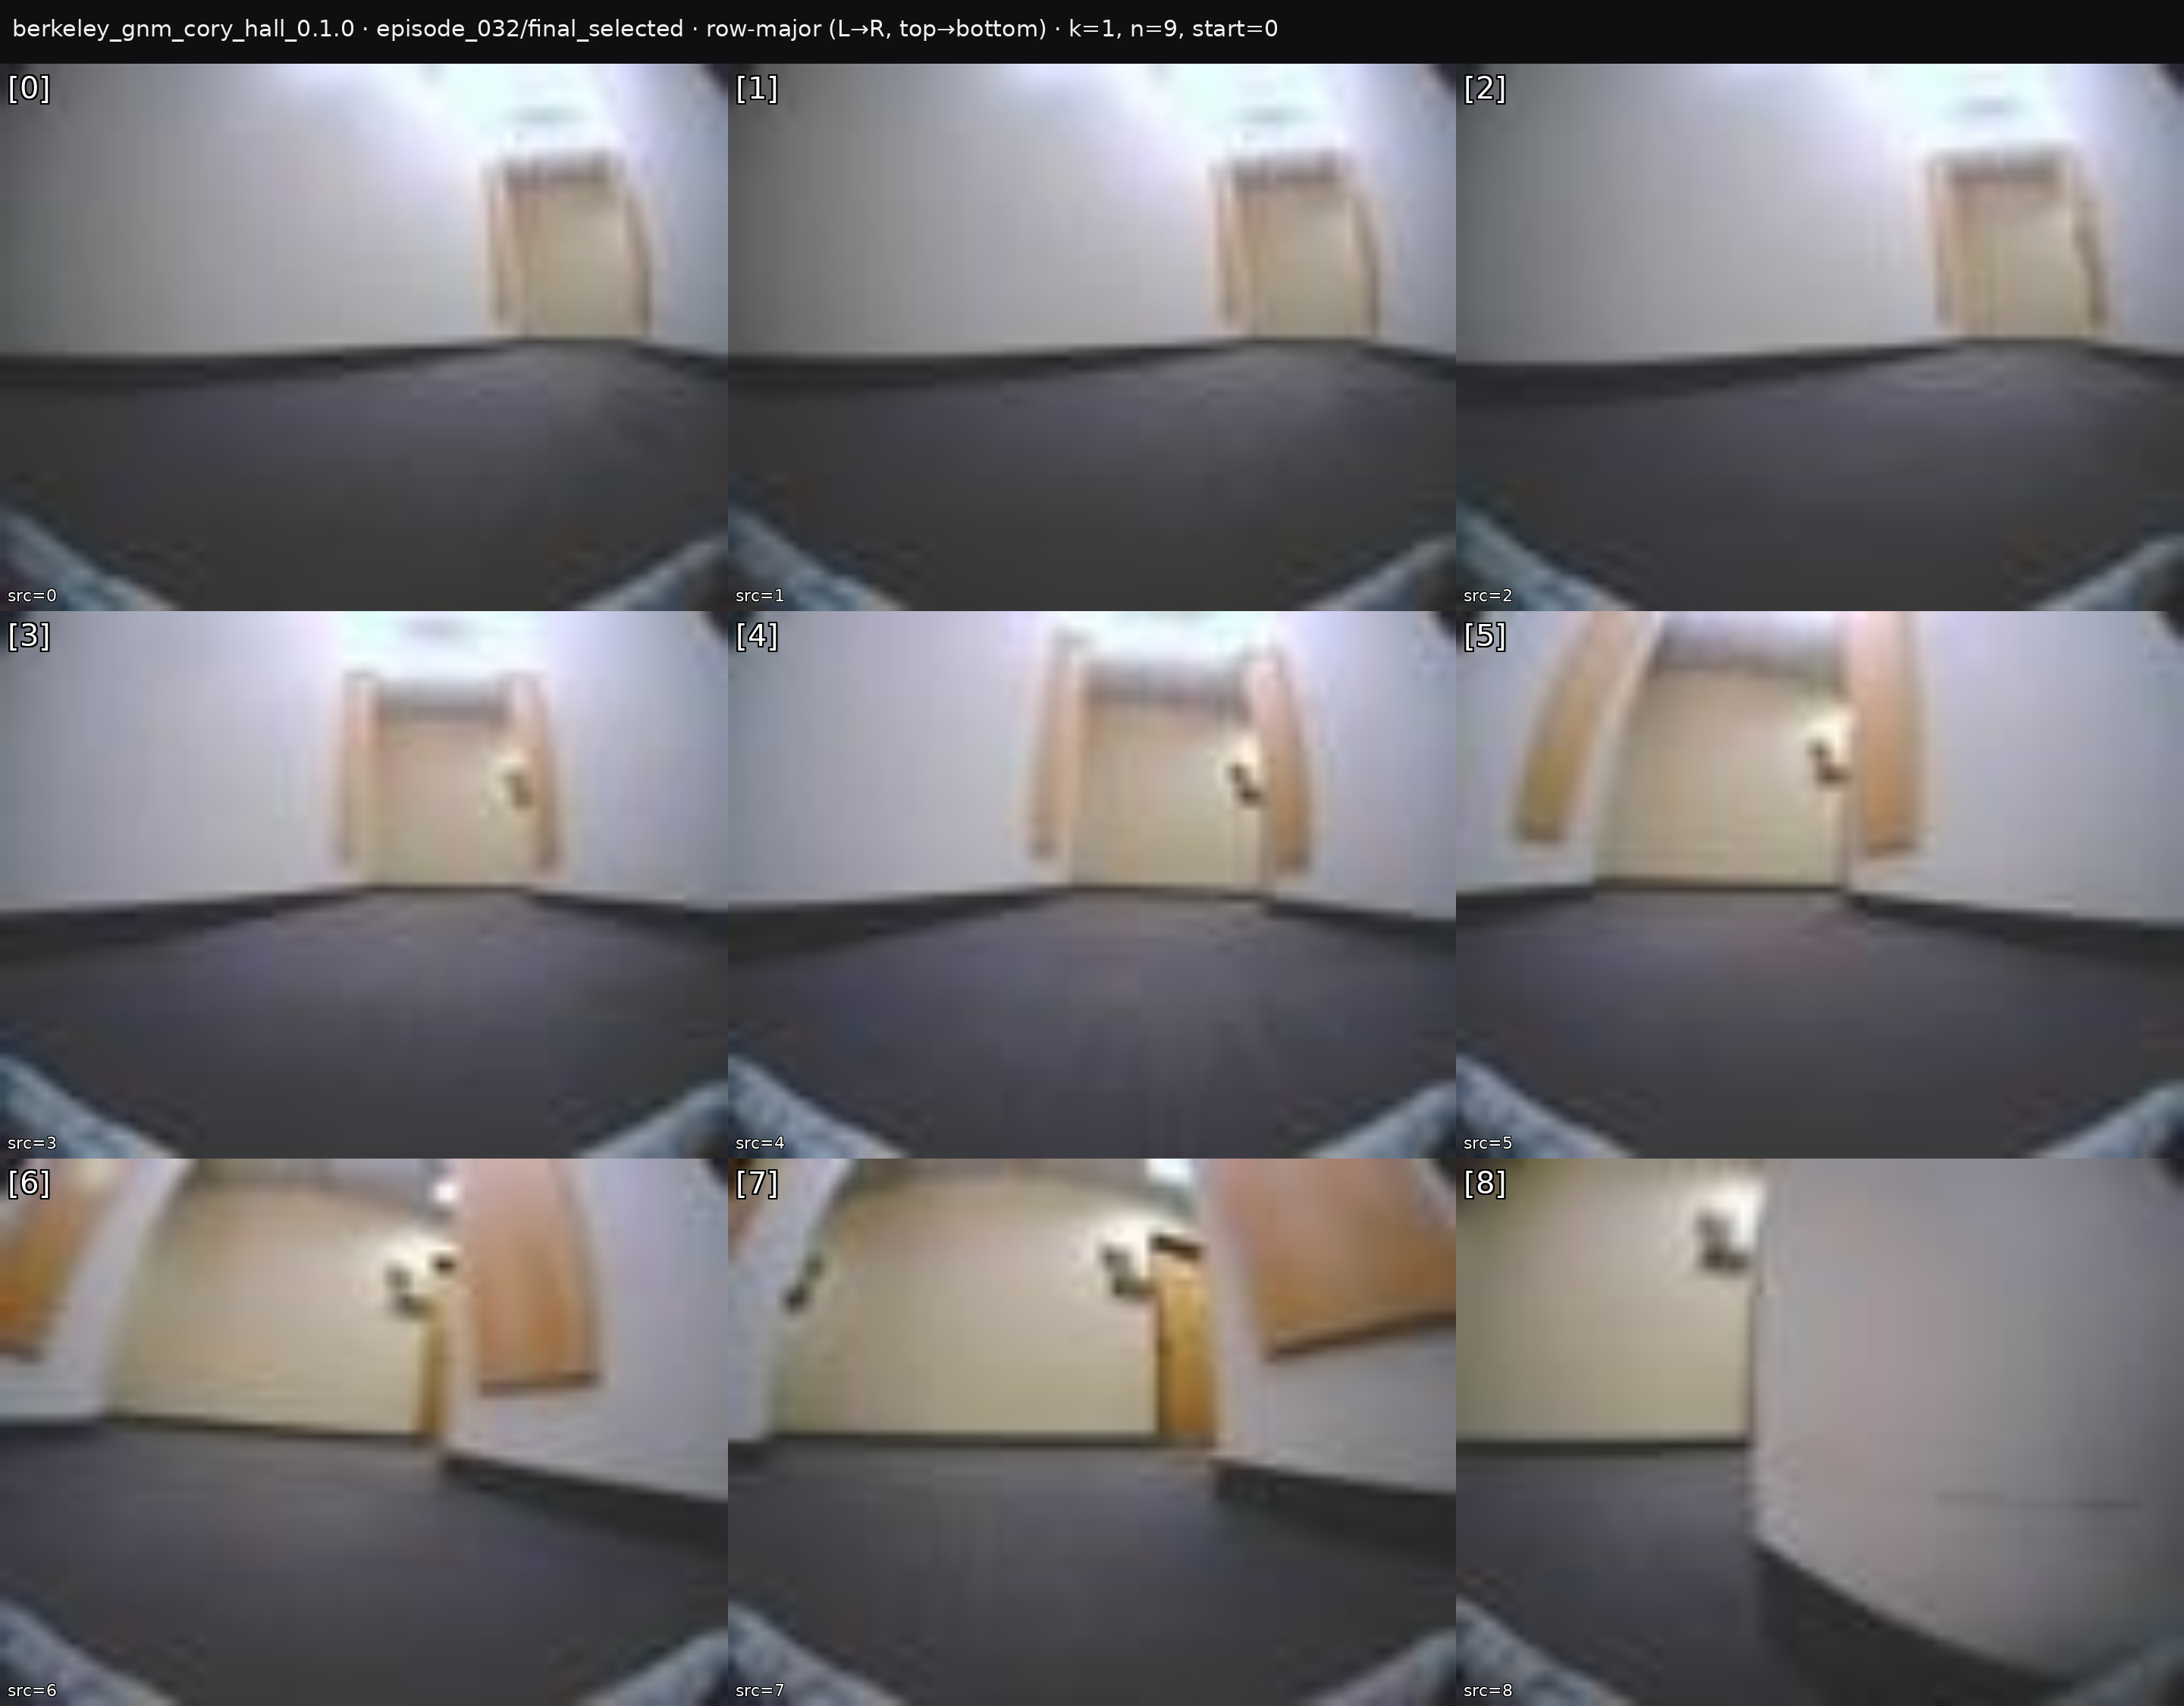 berkeley_gnm_cory_hall_0.1.0 · episode_032/final_selected · row-major (L→R, top→bottom) · k=1, n=9, start=0
[0]
[1]
[2]
src=0
src=1
src=2
[3]
[4]
[5]
src=3
src=4
src=5
[6]
[7]
[8]
src=6
src=7
src=8